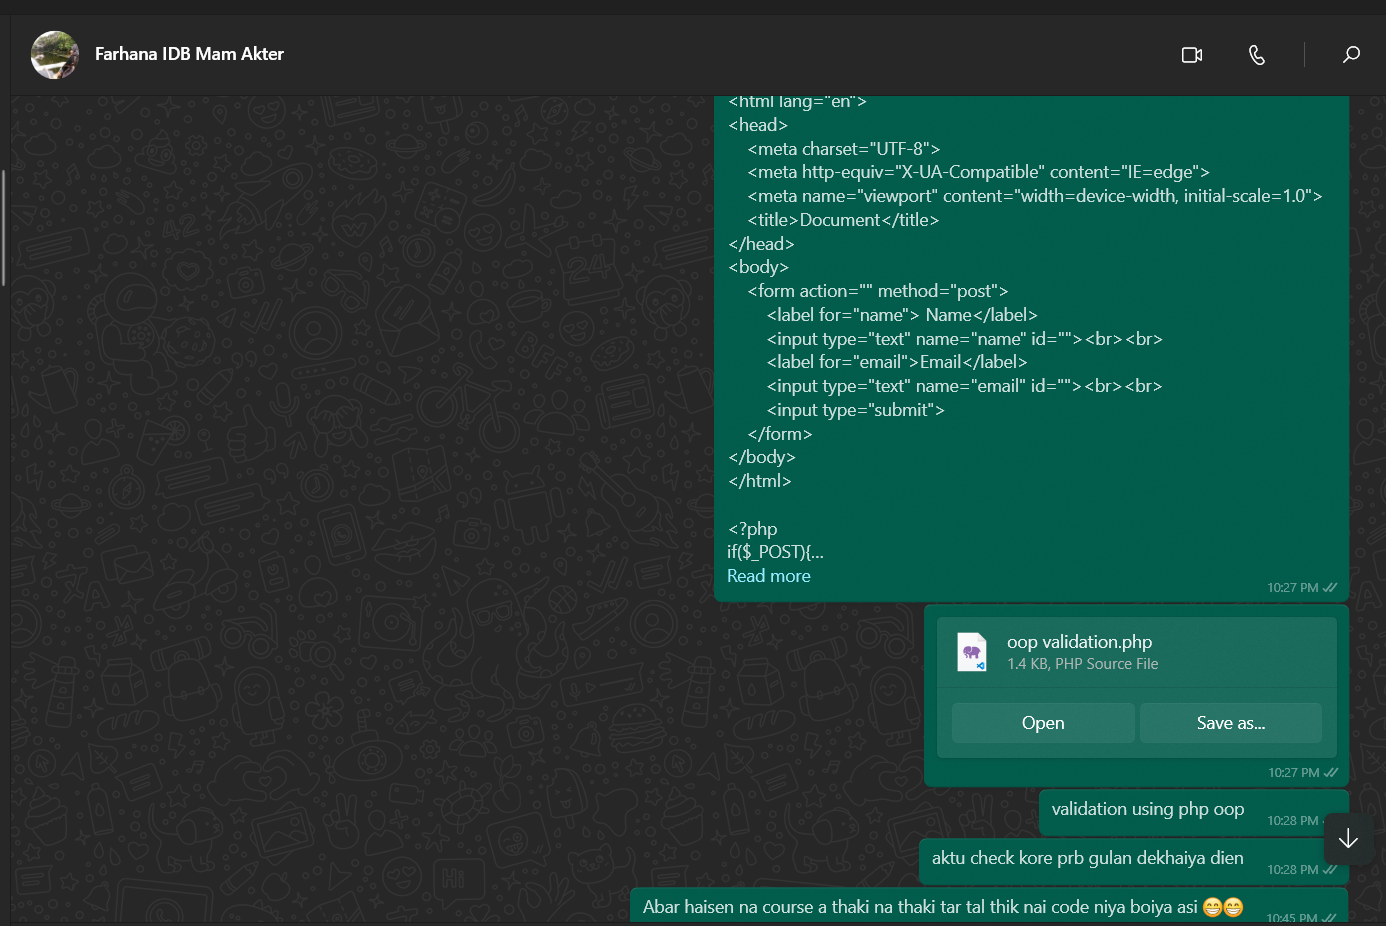 Farhana IDB Mam Akter
<html lang="en">
<head>
    <meta charset="UTF-8">
    <meta http-equiv="X-UA-Compatible" content="IE=edge">
    <meta name="viewport" content="width=device-width, initial-scale=1.0">
    <title>Document</title>
</head>
<body>
    <form action="" method="post">
        <label for="name"> Name</label>
        <input type="text" name="name" id=""><br><br>
        <label for="email">Email</label>
        <input type="text" name="email" id=""><br><br>
        <input type="submit">
    </form>
</body>
</html>

<?php
if($_POST){...
Read more
10:27 PM
oop validation.php
1.4 KB, PHP Source File
Open Save as...
10:27 PM
validation using php oop
10:28 PM
aktu check kore prb gulan dekhaiya dien
10:28 PM
Abar haisen na course a thaki na thaki tar tal thik nai code niya boiya asi 😁😁
10:45 PM